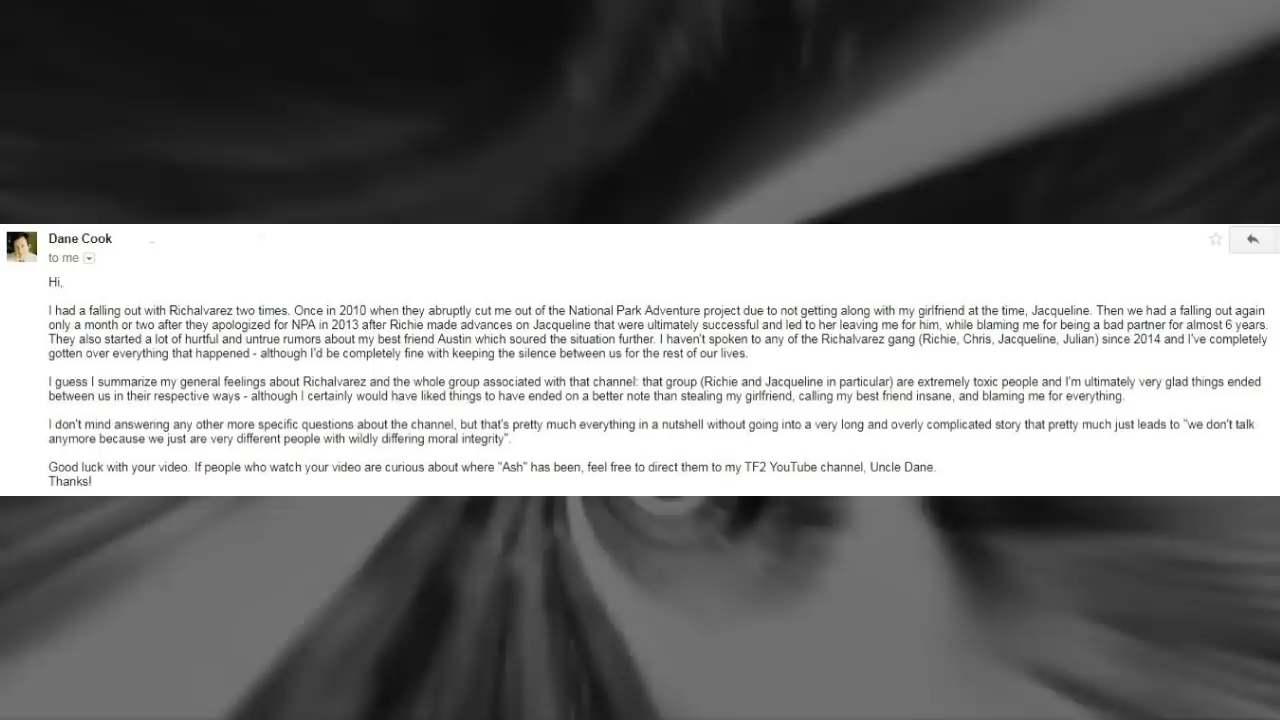 Dane Cook
to me
Hi,
I had a falling out with Richalvarez two times. Once in 2010 when they abruptly cut me out of the National Park Adventure project due to not getting along with my girlfriend at the time, Jacqueline. Then we had a falling out again
only a month or two after they apologized for NPA in 2013 after Richie made advances on Jacqueline that were ultimately successful and led to her leaving me for him, while blaming me for being a bad partner for almost 6 years.
They also started a lot of hurtful and untrue rumors about my best friend Austin which soured the situation further. I haven't spoken to any of the Richalvarez gang (Richie, Chris, Jacqueline, Julian) since 2014 and I've completely
gotten over everything that happened - although I'd be completely fine with keeping the silence between us for the rest of our lives.
I guess I summarize my general feelings about Richalvarez and the whole group associated with that channel: that group (Richie and Jacqueline in particular) are extremely toxic people and I'm ultimately very glad things ended
between us in their respective ways - although I certainly would have liked things to have ended on a better note than stealing my girlfriend, calling my best friend insane, and blaming me for everything.
I don't mind answering any other more specific questions about the channel, but that's pretty much everything in a nutshell without going into a very long and overly complicated story that pretty much just leads to "we don't talk
anymore because we just are very different people with wildly differing moral integrity".
Good luck with your video. If people who watch your video are curious about where "Ash" has been, feel free to direct them to my TF2 YouTube channel, Uncle Dane.
Thanks!